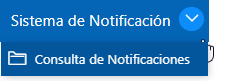 Sistema de Notificación
Consulta de Notificaciones